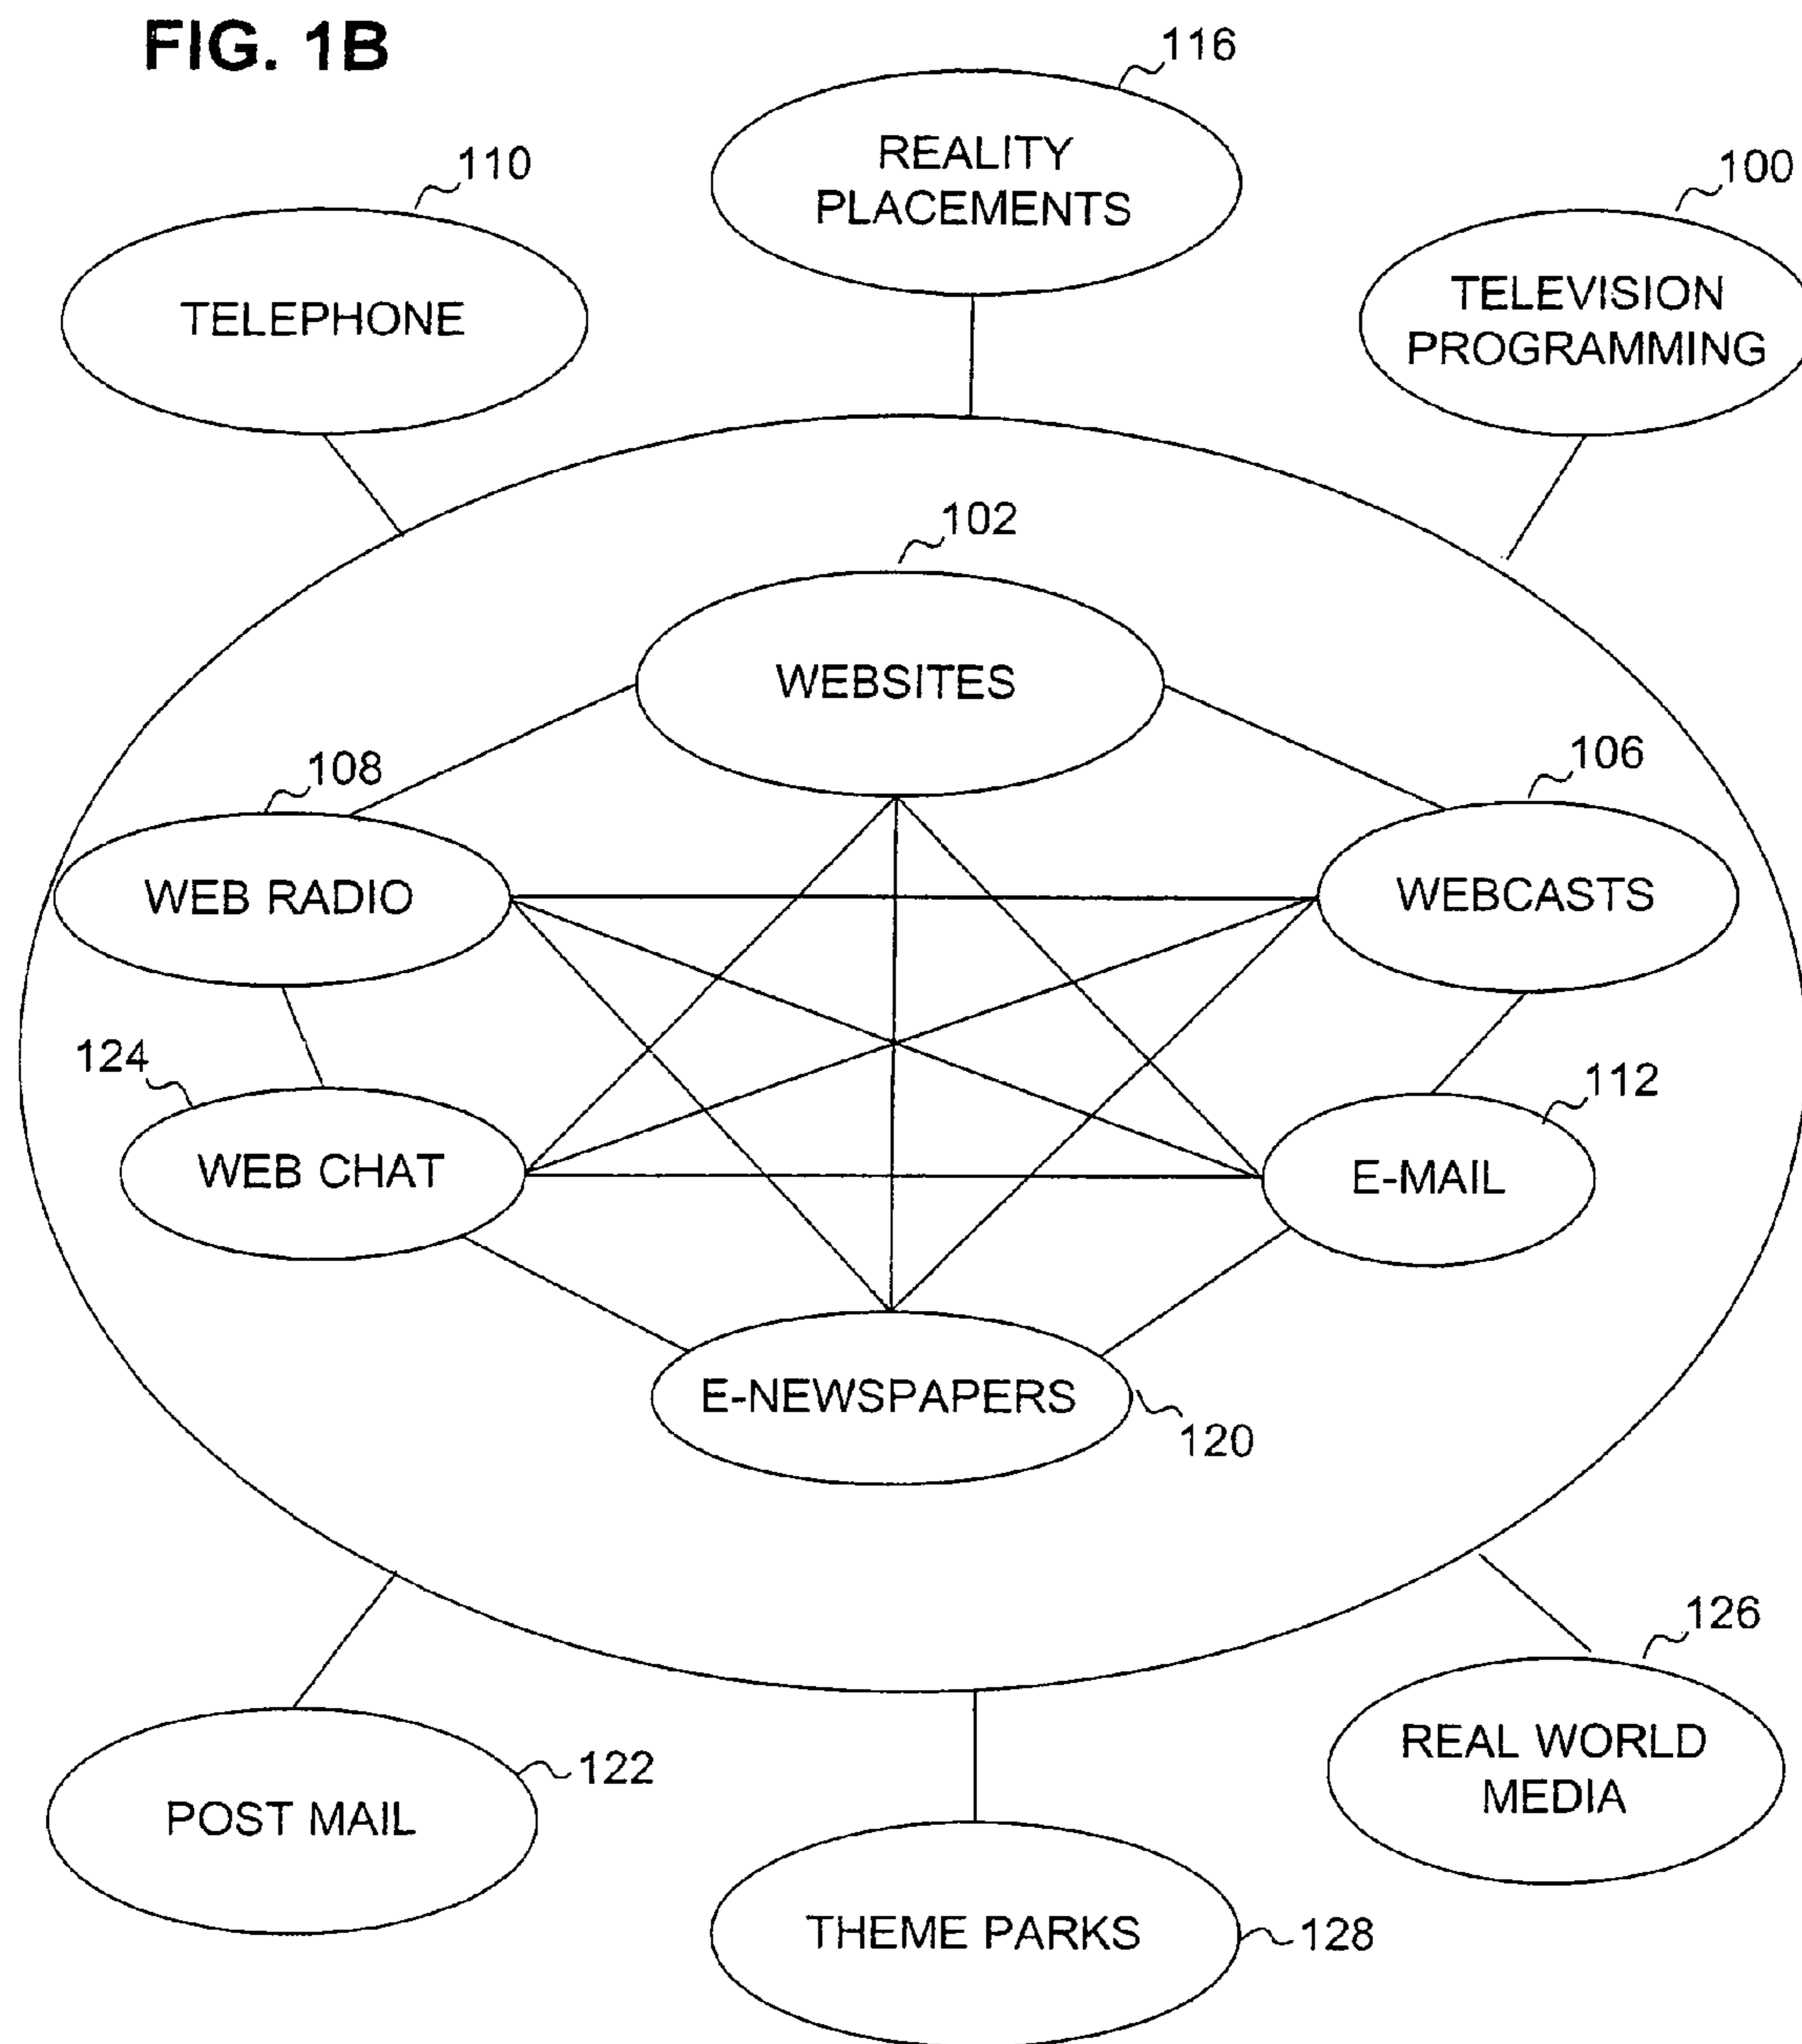 FIG. 1B
116
REALITY
PLACEMENTS
110
TELEPHONE
100
TELEVISION
PROGRAMMING
102
WEBSITES
108
WEB RADIO
106
WEBCASTS
124
WEB CHAT
112
E-MAIL
E-NEWSPAPERS
120
122
POST MAIL
126
REAL WORLD
MEDIA
THEME PARKS
128